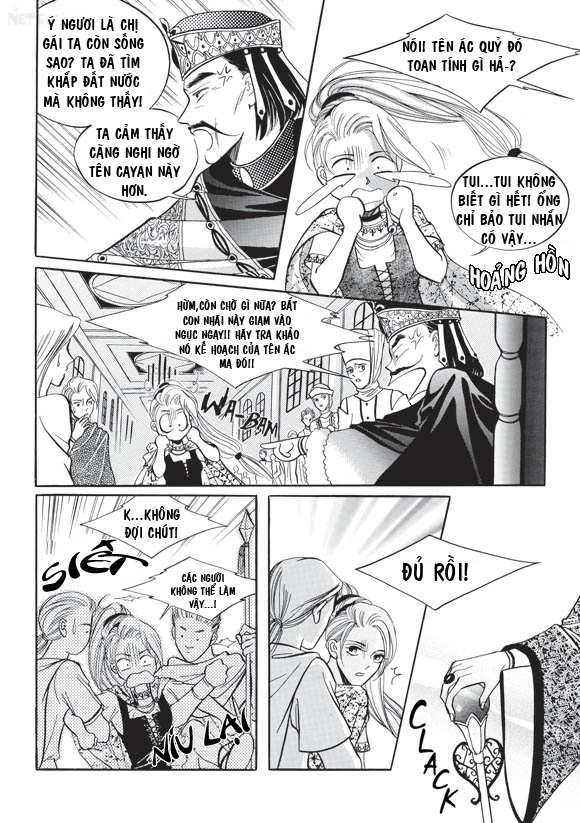 NET
Ý NGƯƠI LÀ CHỊ
GÁI TA CÒN SỐNG
SAO? TA ĐÃ TÌM
KHẮP ĐẤT NƯỚC
MÀ KHÔNG THẤY!
TA CẢM THẤY
CÀNG NGHI NGỜ
TÊN CAYAN NÀY
HƠN.
NÓI! TÊN ÁC QUỶ ĐÓ
TOAN TÍNH GÌ HẢ-?
TUI...TUI KHÔNG
BIẾT GÌ HẾT! ỔNG
CHỈ BẢO TUI NHẮN
CÓ VẬY...
HOẢNG HỒN
HỪM,CÒN CHỜ GÌ NỮA? BẮT
CON NHÃI NÀY GIAM VÀO
NGỤC NGAY!! HÃY TRA KHẢO
NÓ KẾ HOẠCH CỦA TÊN ÁC
MA ĐÓ!!
WA-
BAM
K...KHÔNG
ĐỢI CHÚT!
SIẾT
CÁC NGƯỜI
KHÔNG THỂ LÀM
VẬY...!
NÍU LẠI
ĐỦ RỒI!
CLACK